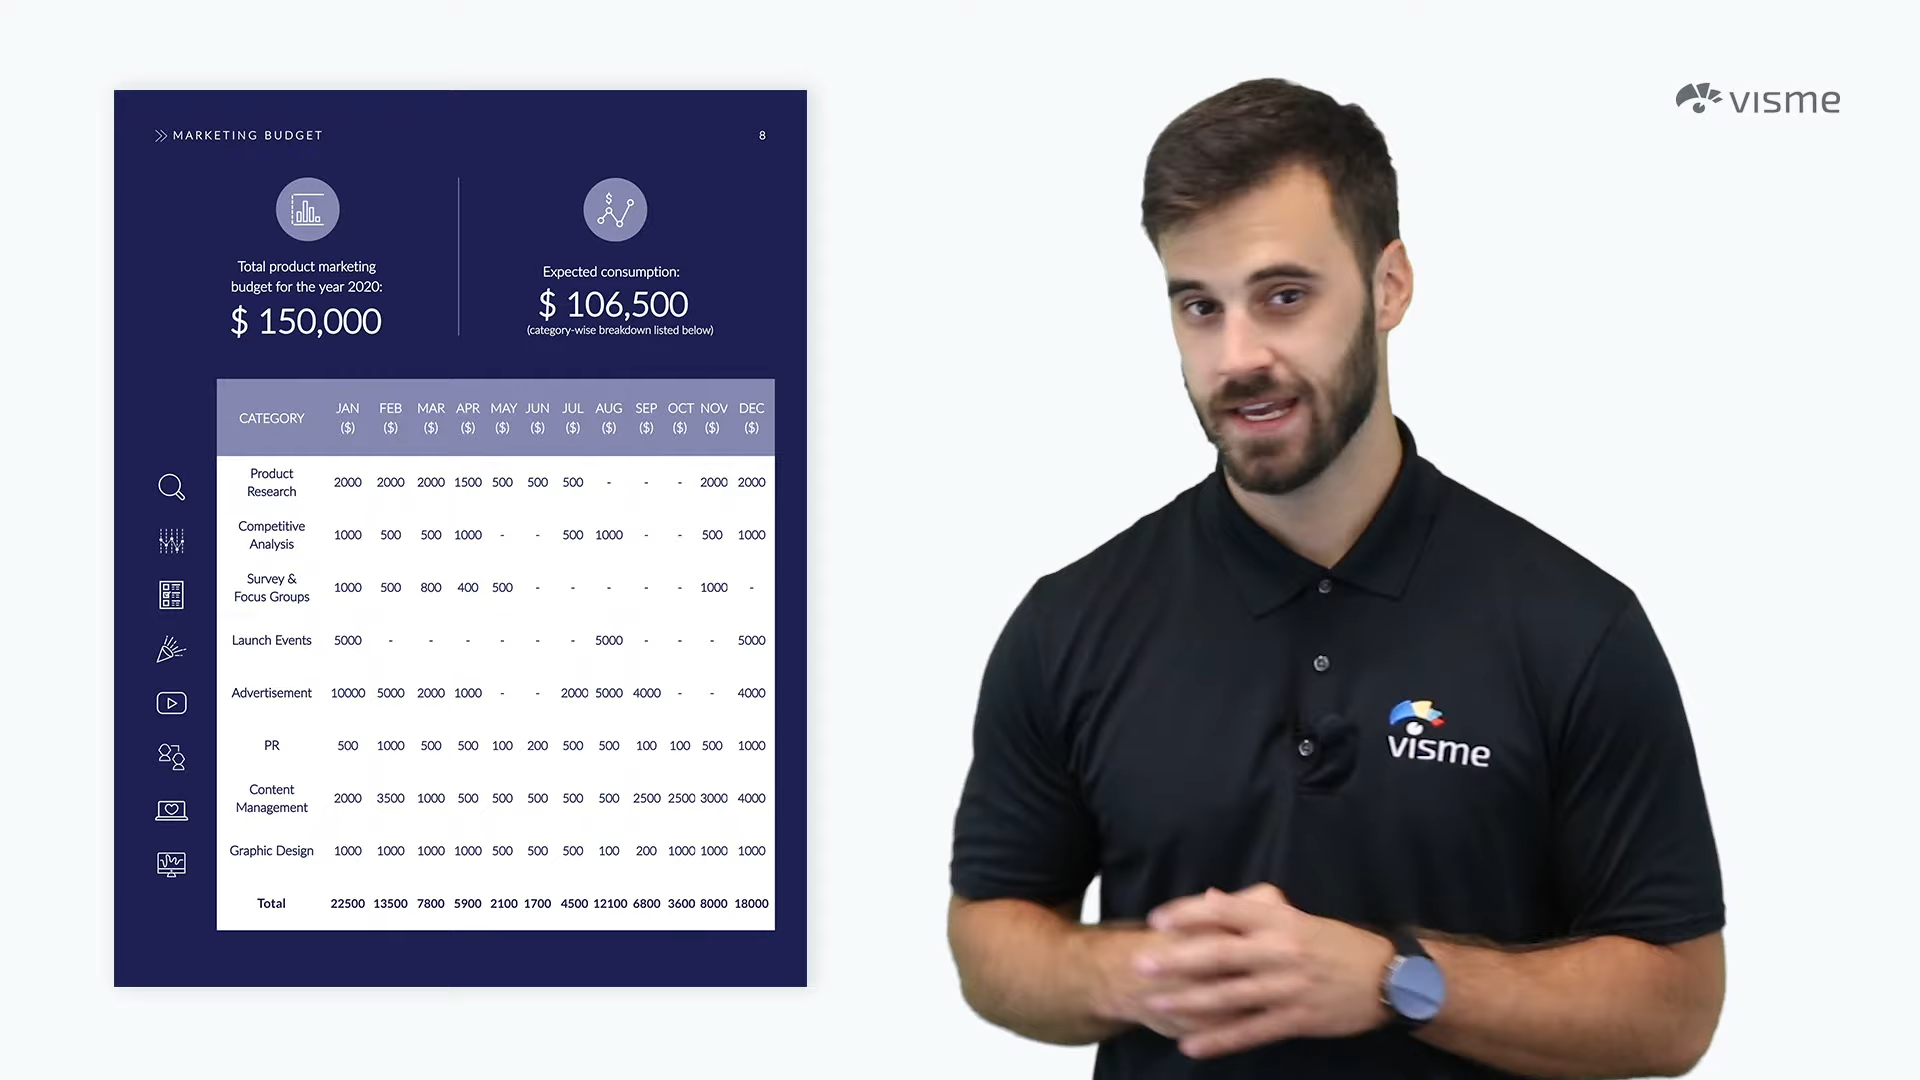 MARKETING BUDGET
8
Total product marketing
budget for the year 2020:
$ 150,000
Expected consumption:
$ 106,500
(category-wise breakdown listed below)
CATEGORY JAN ($) FEB ($) MAR ($) APR ($) MAY ($) JUN ($) JUL ($) AUG ($) SEP ($) OCT ($) NOV ($) DEC ($)
Product Research 2000 2000 2000 1500 500 500 500 - - - 2000 2000
Competitive Analysis 1000 500 500 1000 - - 500 1000 - - 500 1000
Survey & Focus Groups 1000 500 800 400 500 - - - - - 1000 -
Launch Events 5000 - - - - - - 5000 - - - 5000
Advertisement 10000 5000 2000 1000 - - 2000 5000 4000 - - 4000
PR 500 1000 500 500 100 200 500 500 100 100 500 1000
Content Management 2000 3500 1000 500 500 500 500 500 2500 2500 3000 4000
Graphic Design 1000 1000 1000 1000 500 500 500 100 200 1000 1000 1000
Total 22500 13500 7800 5900 2100 1700 4500 12100 6800 3600 8000 18000
visme
visme